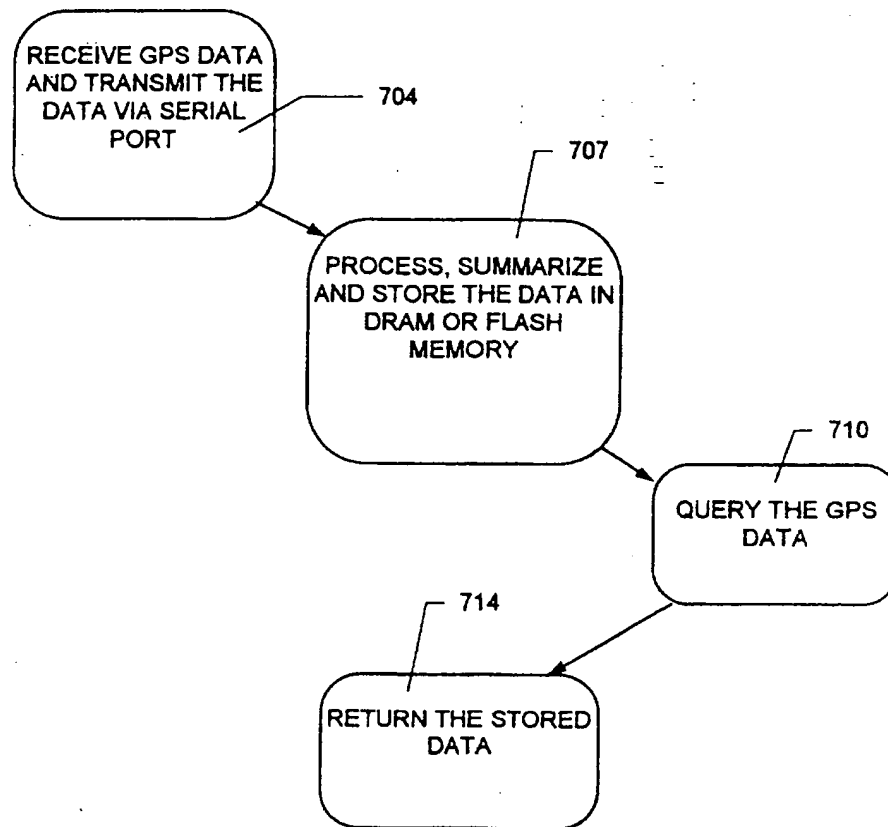 RECEIVE GPS DATA
AND TRANSMIT THE
DATA VIA SERIAL
PORT
704
707
PROCESS, SUMMARIZE
AND STORE THE DATA IN
DRAM OR FLASH
MEMORY
710
QUERY THE GPS
DATA
714
RETURN THE STORED
DATA